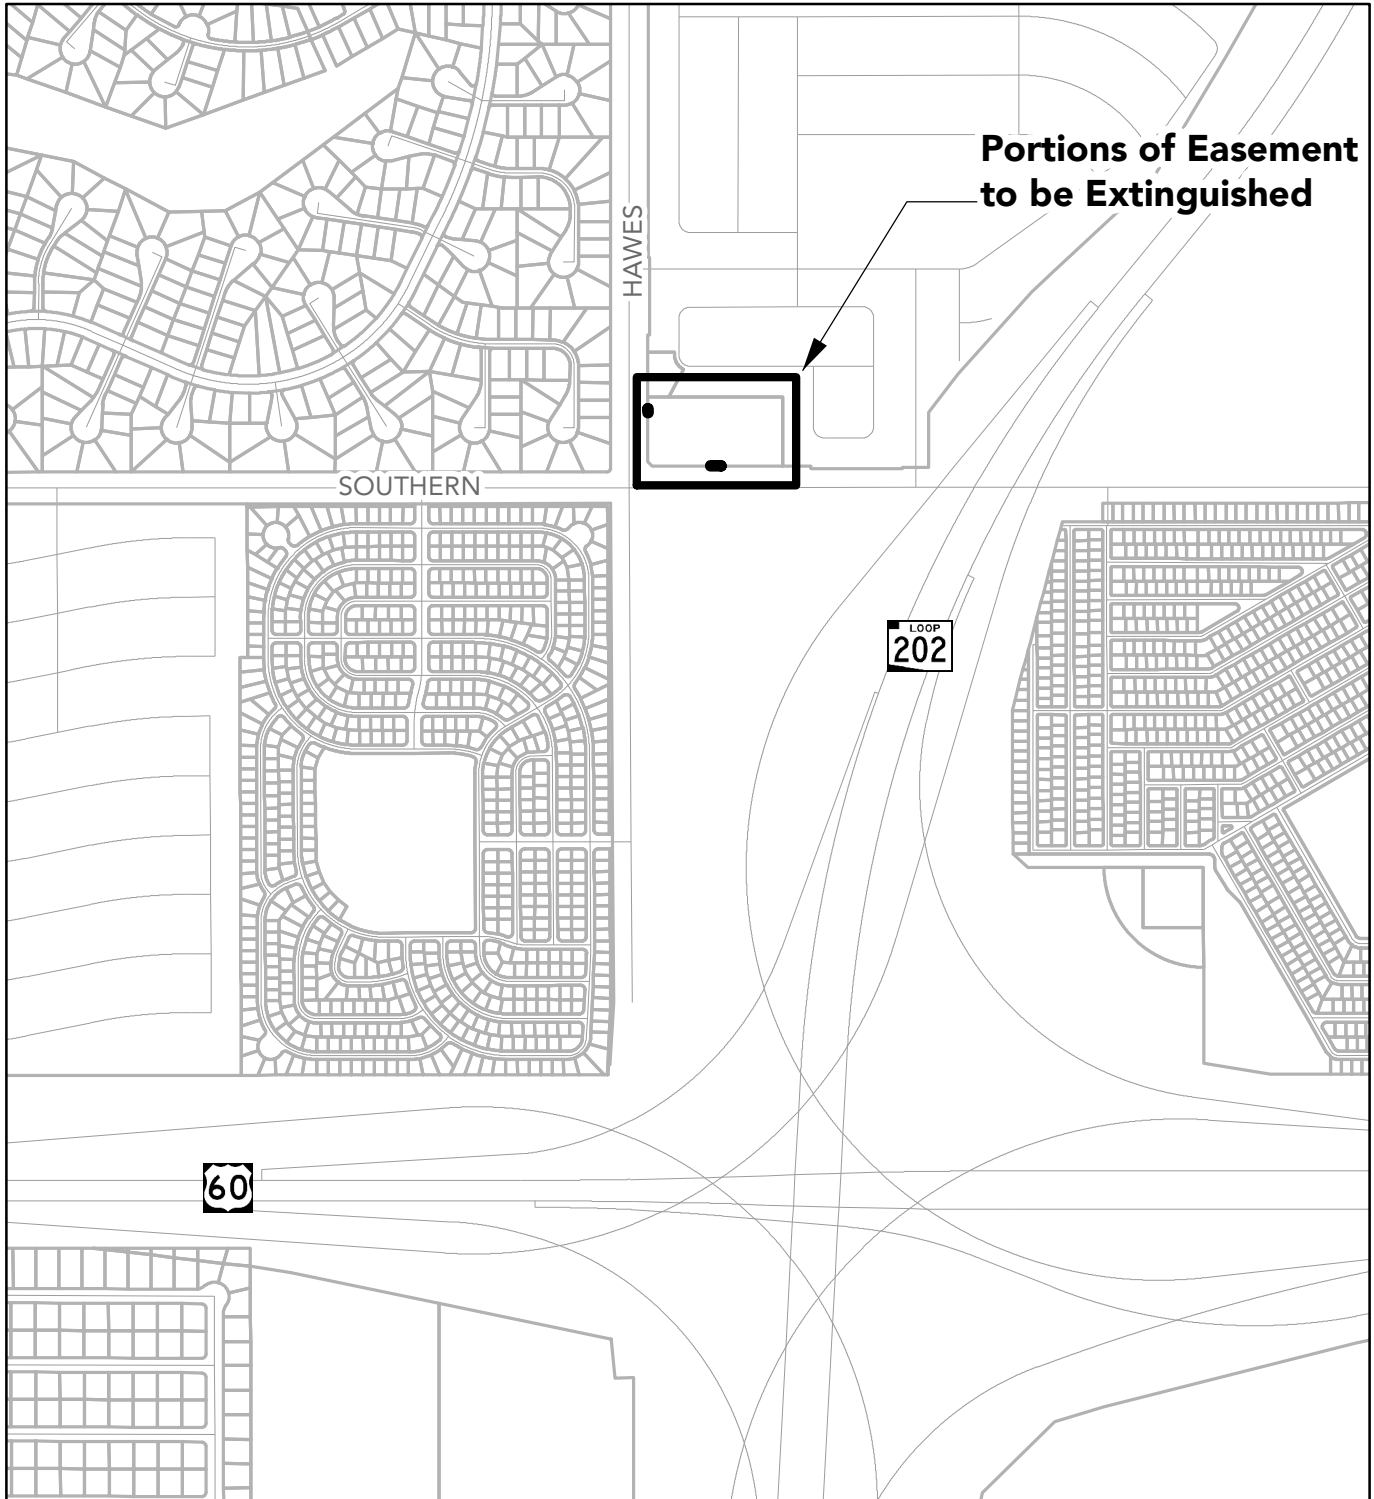 Portions of Easement
to be Extinguished
HAWES
SOUTHERN
LOOP
202
60